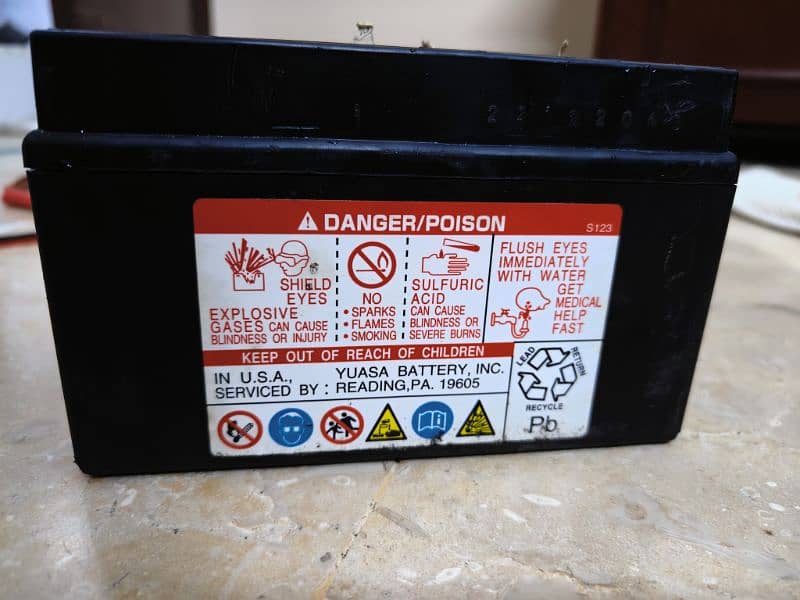 DANGER/POISON
S123
SHIELD
EYES
EXPLOSIVE
GASES CAN CAUSE
BLINDNESS OR INJURY
NO
• SPARKS
• FLAMES
• SMOKING
SULFURIC
ACID
CAN CAUSE
BLINDNESS OR
SEVERE BURNS
FLUSH EYES
IMMEDIATELY
WITH WATER
GET
MEDICAL
HELP
FAST
KEEP OUT OF REACH OF CHILDREN
IN U.S.A., YUASA BATTERY, INC.
SERVICED BY : READING,PA. 19605
LEAD
RETURN
RECYCLE
Pb